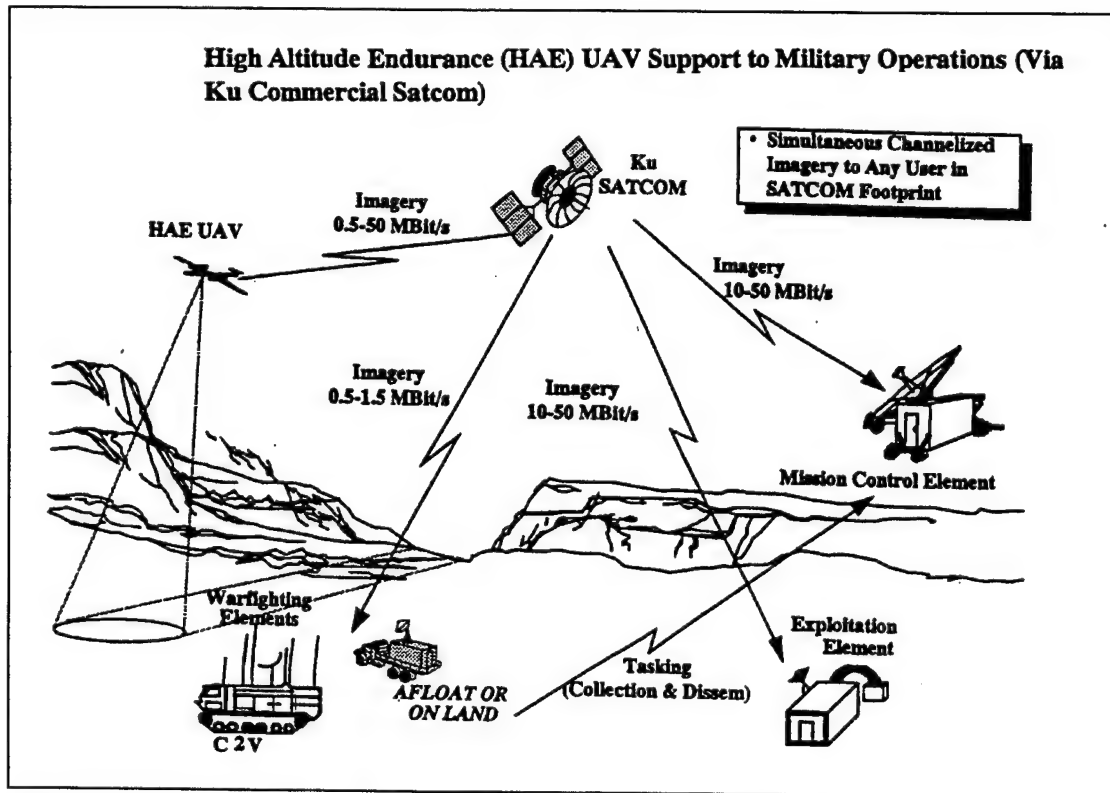 High Altitude Endurance (HAE) UAV Support to Military Operations (Via
Ku Commercial Satcom)
• Simultaneous Channelized
Imagery to Any User in
SATCOM Footprint
Ku
SATCOM
Imagery
0.5-50 MBit/s
HAE UAV
Imagery
10-50 MBit/s
Imagery
0.5-1.5 MBit/s
Imagery
10-50 MBit/s
Mission Control Element
Warfighting
Elements
Exploitation
Element
Tasking
(Collection & Dissem)
AFLOAT OR
ON LAND
C 2 V